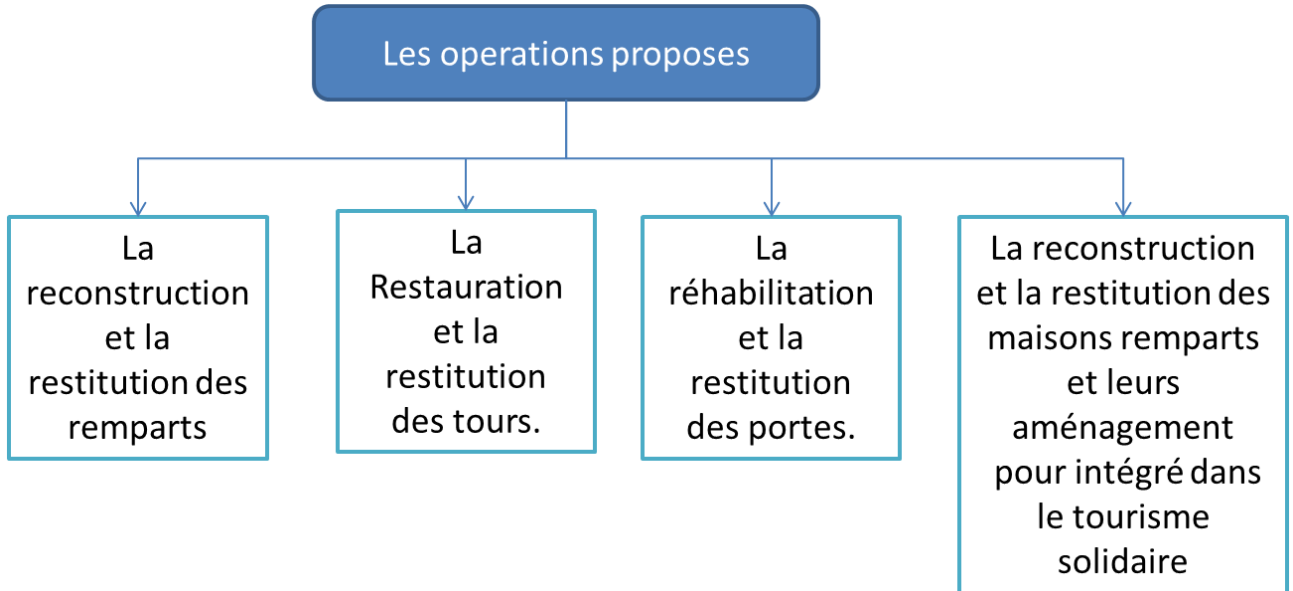 Les operations proposes
La
reconstruction
et la
restitution des
remparts
La
Restauration
et la
restitution
des tours.
La
réhabilitation
et la
restitution
des portes.
La reconstruction
et la restitution des
maisons remparts
et leurs
aménagement
pour intégré dans
le tourisme
solidaire